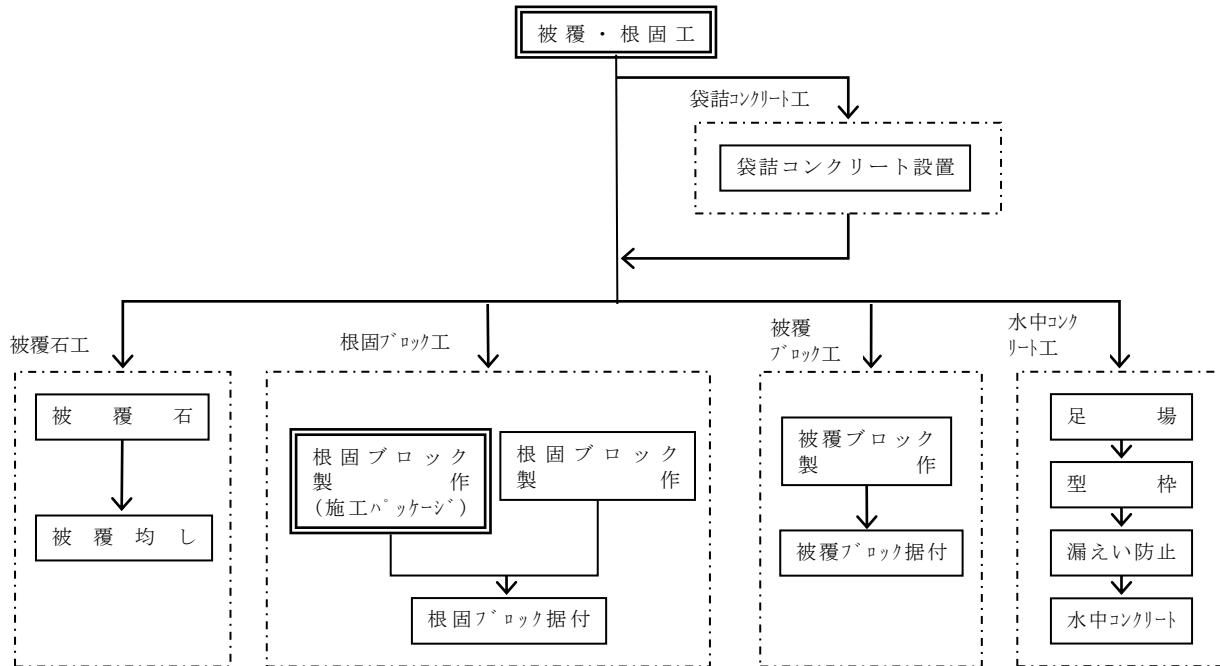 被覆・根固工
袋詰ｺﾝｸﾘｰﾄ工
袋詰コンクリート設置
被覆石工
被覆石
被覆均し
根固ﾌﾞﾛｯｸ工
根固ブロック
製作
(施工ﾊﾟｯｹｰｼﾞ)
根固ブロック
製作
根固ﾌﾞﾛｯｸ据付
被覆
ﾌﾞﾛｯｸ工
被覆ブロック
製作
被覆ﾌﾞﾛｯｸ据付
水中ｺﾝｸ
ﾘｰﾄ工
足場
型枠
漏えい防止
水中ｺﾝｸﾘｰﾄ